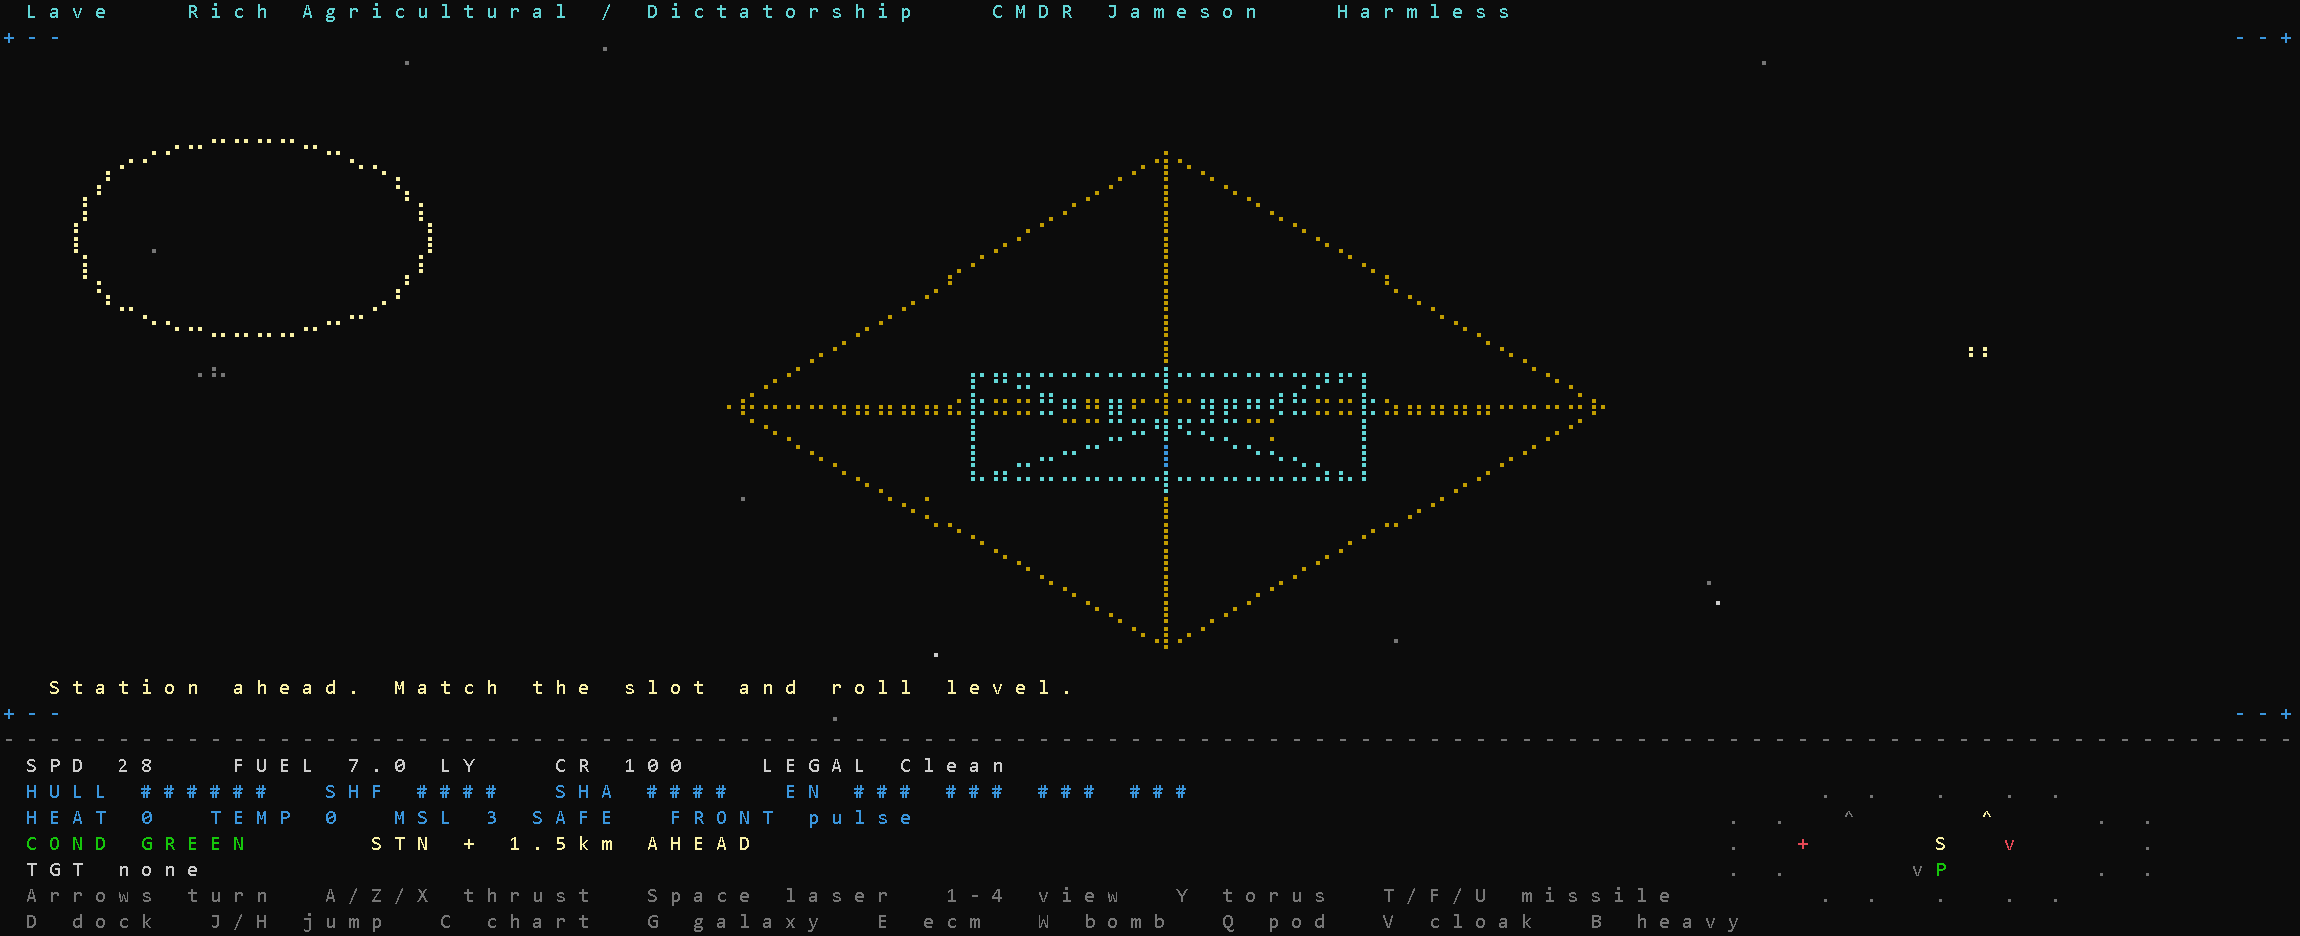 Lave Rich Agricultural / Dictatorship CMDR Jameson Harmless
Station ahead. Match the slot and roll level.
SPD 28 FUEL 7.0 LY CR 100 LEGAL Clean
HULL ###### SHF #### SHA #### EN ### ### ### ###
HEAT 0 TEMP 0 MSL 3 SAFE FRONT pulse
COND GREEN STN + 1.5km AHEAD
TGT none
Arrows turn A/Z/X thrust Space laser 1-4 view Y torus T/F/U missile
D dock J/H jump C chart G galaxy E ecm W bomb Q pod V cloak B heavy
^ ^
+ S v
v P